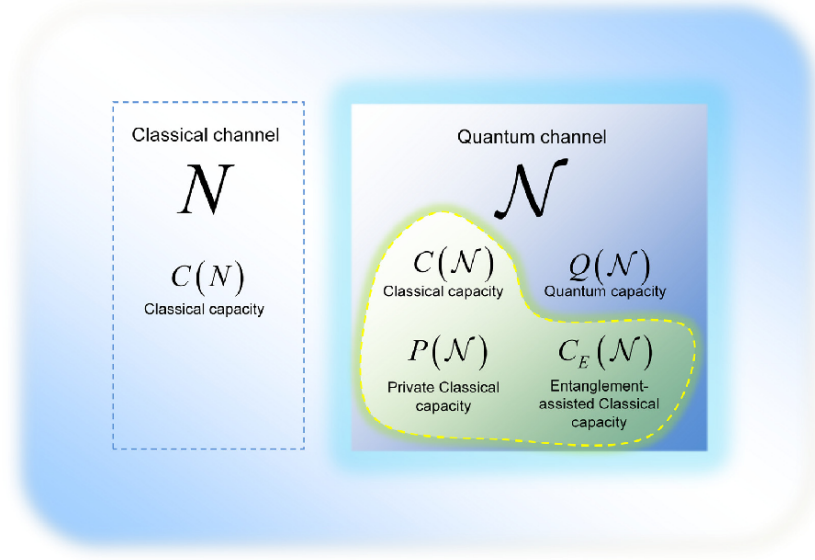 Classical channel
N
C(N)
Classical capacity
Quantum channel
𝒩
C(𝒩)
Classical capacity
Q(𝒩)
Quantum capacity
P(𝒩)
Private Classical
capacity
C_E(𝒩)
Entanglement-
assisted Classical
capacity